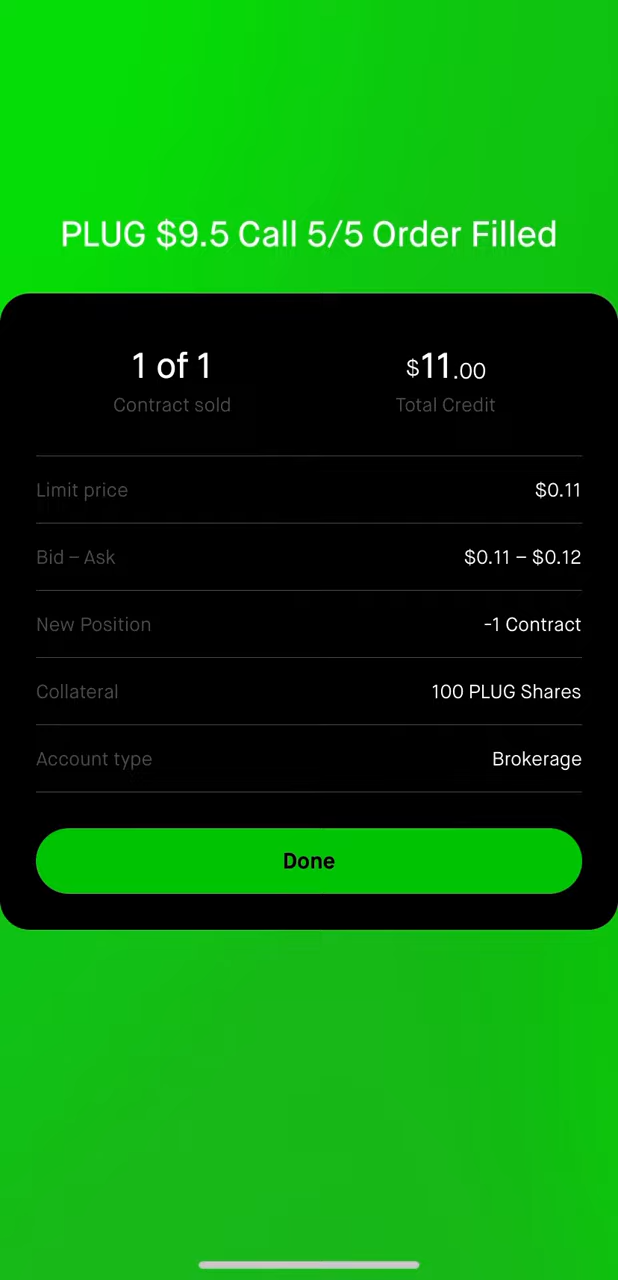 PLUG $9.5 Call 5/5 Order Filled
1 of 1
$11.00
Contract sold
Total Credit
Limit price
$0.11
Bid – Ask
$0.11 – $0.12
New Position
-1 Contract
Collateral
100 PLUG Shares
Account type
Brokerage
Done